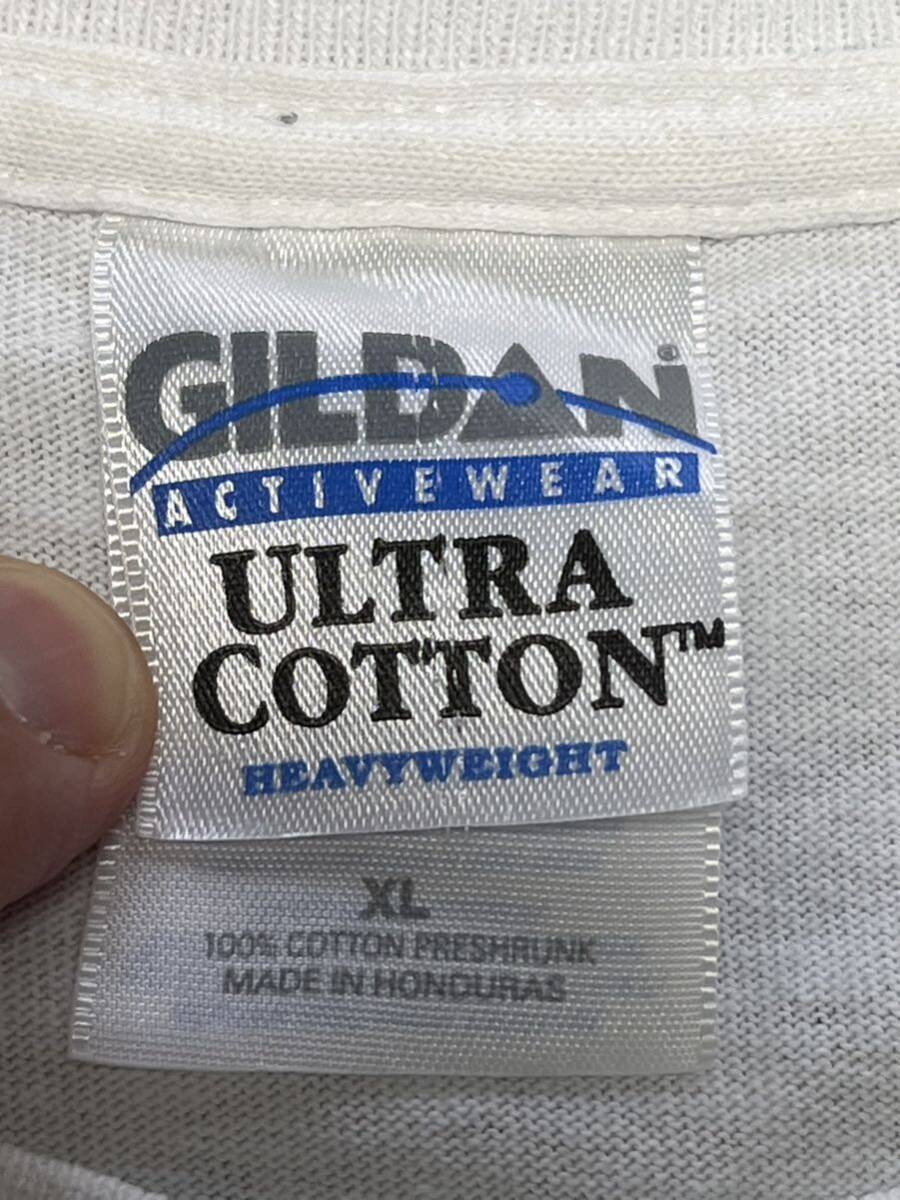 GILDAN
ACTIVEWEAR
ULTRA
COTTON™
HEAVYWEIGHT
XL
100% COTTON PRESHRUNK
MADE IN HONDURAS